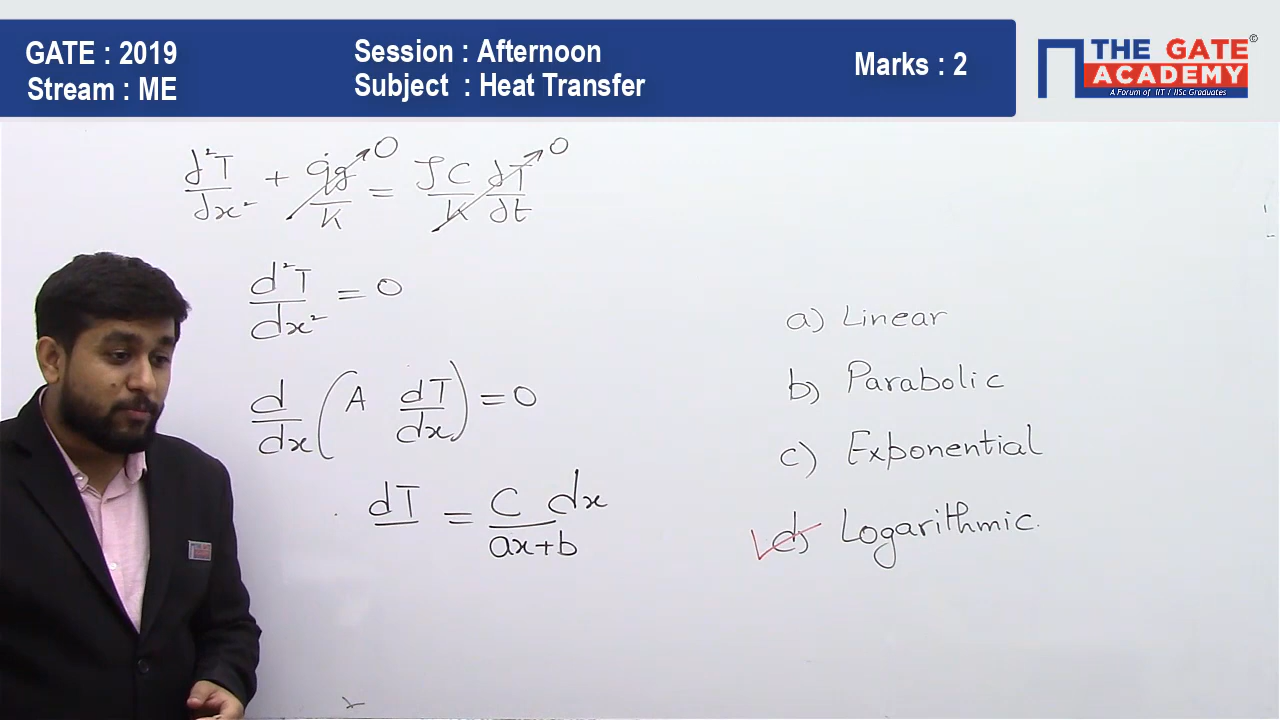 GATE : 2019
Stream : ME
Session : Afternoon
Subject : Heat Transfer
Marks : 2
THE GATE ACADEMY ©
A Forum of IIT / IISc Graduates
d²T/dx² + q̇g/k → 0 = ρC/k dT/dt → 0
d²T/dx² = 0
d/dx (A dT/dx) = 0
dT = C dx/ax+b
a) Linear
b) Parabolic
c) Exponential
d) Logarithmic.